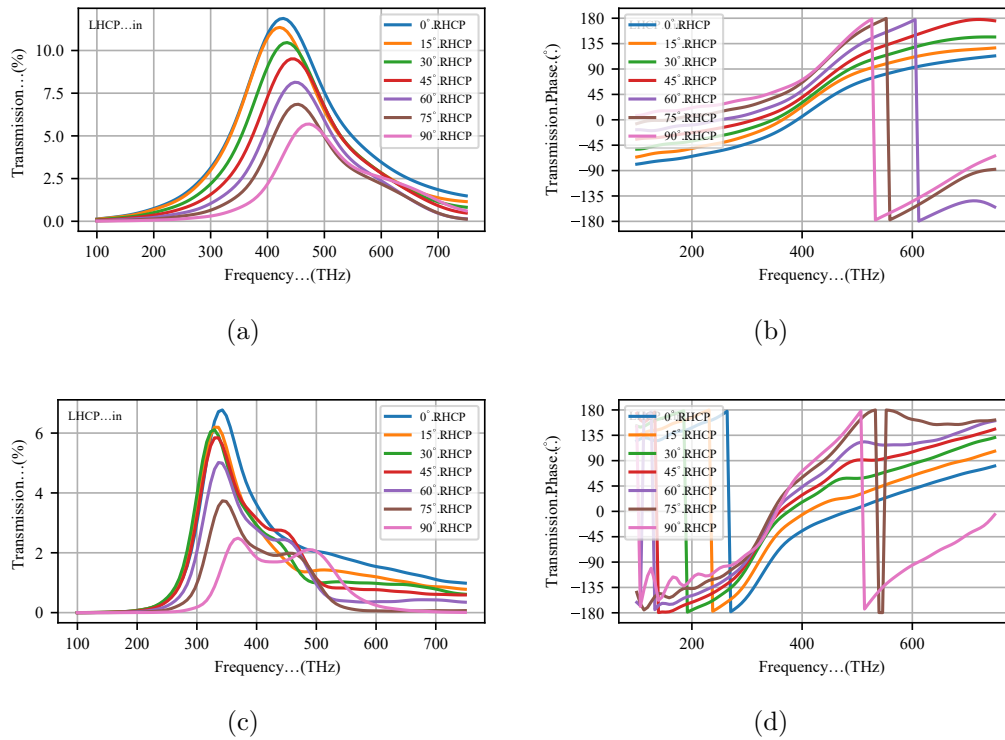 LHCP…in
0°.RHCP
15°.RHCP
30°.RHCP
45°.RHCP
60°.RHCP
75°.RHCP
90°.RHCP
Transmission…(%)
10.0
7.5
5.0
2.5
0.0
100 200 300 400 500 600 700
Frequency…(THz)
(a)
0°.RHCP
15°.RHCP
30°.RHCP
45°.RHCP
60°.RHCP
75°.RHCP
90°.RHCP
Transmission.Phase.(°.)
180
135
90
45
0
−45
−90
−135
−180
200 400 600
Frequency…(THz)
(b)
LHCP…in
0°.RHCP
15°.RHCP
30°.RHCP
45°.RHCP
60°.RHCP
75°.RHCP
90°.RHCP
Transmission…(%)
6
4
2
0
100 200 300 400 500 600 700
Frequency…(THz)
(c)
0°.RHCP
15°.RHCP
30°.RHCP
45°.RHCP
60°.RHCP
75°.RHCP
90°.RHCP
Transmission.Phase.(°.)
180
135
90
45
0
−45
−90
−135
−180
200 400 600
Frequency…(THz)
(d)